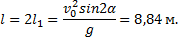 l = 2l₁ = v₀² sin2α / g = 8,84 м.